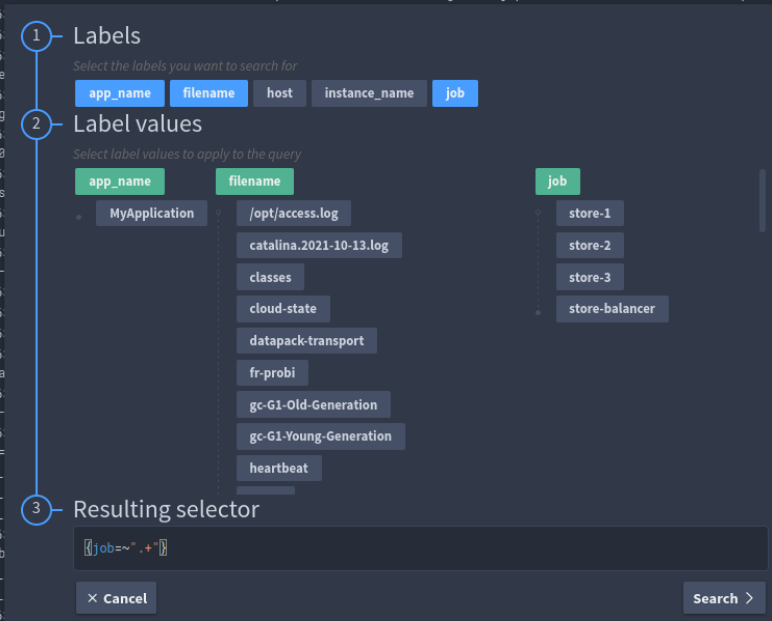 1 Labels
Select the labels you want to search for
app_name filename host instance_name job
2 Label values
Select label values to apply to the query
app_name filename job
MyApplication /opt/access.log store-1
catalina.2021-10-13.log store-2
classes store-3
cloud-state store-balancer
datapack-transport
fr-probi
gc-G1-Old-Generation
gc-G1-Young-Generation
heartbeat
3 Resulting selector
{job=~".+"}
× Cancel Search >